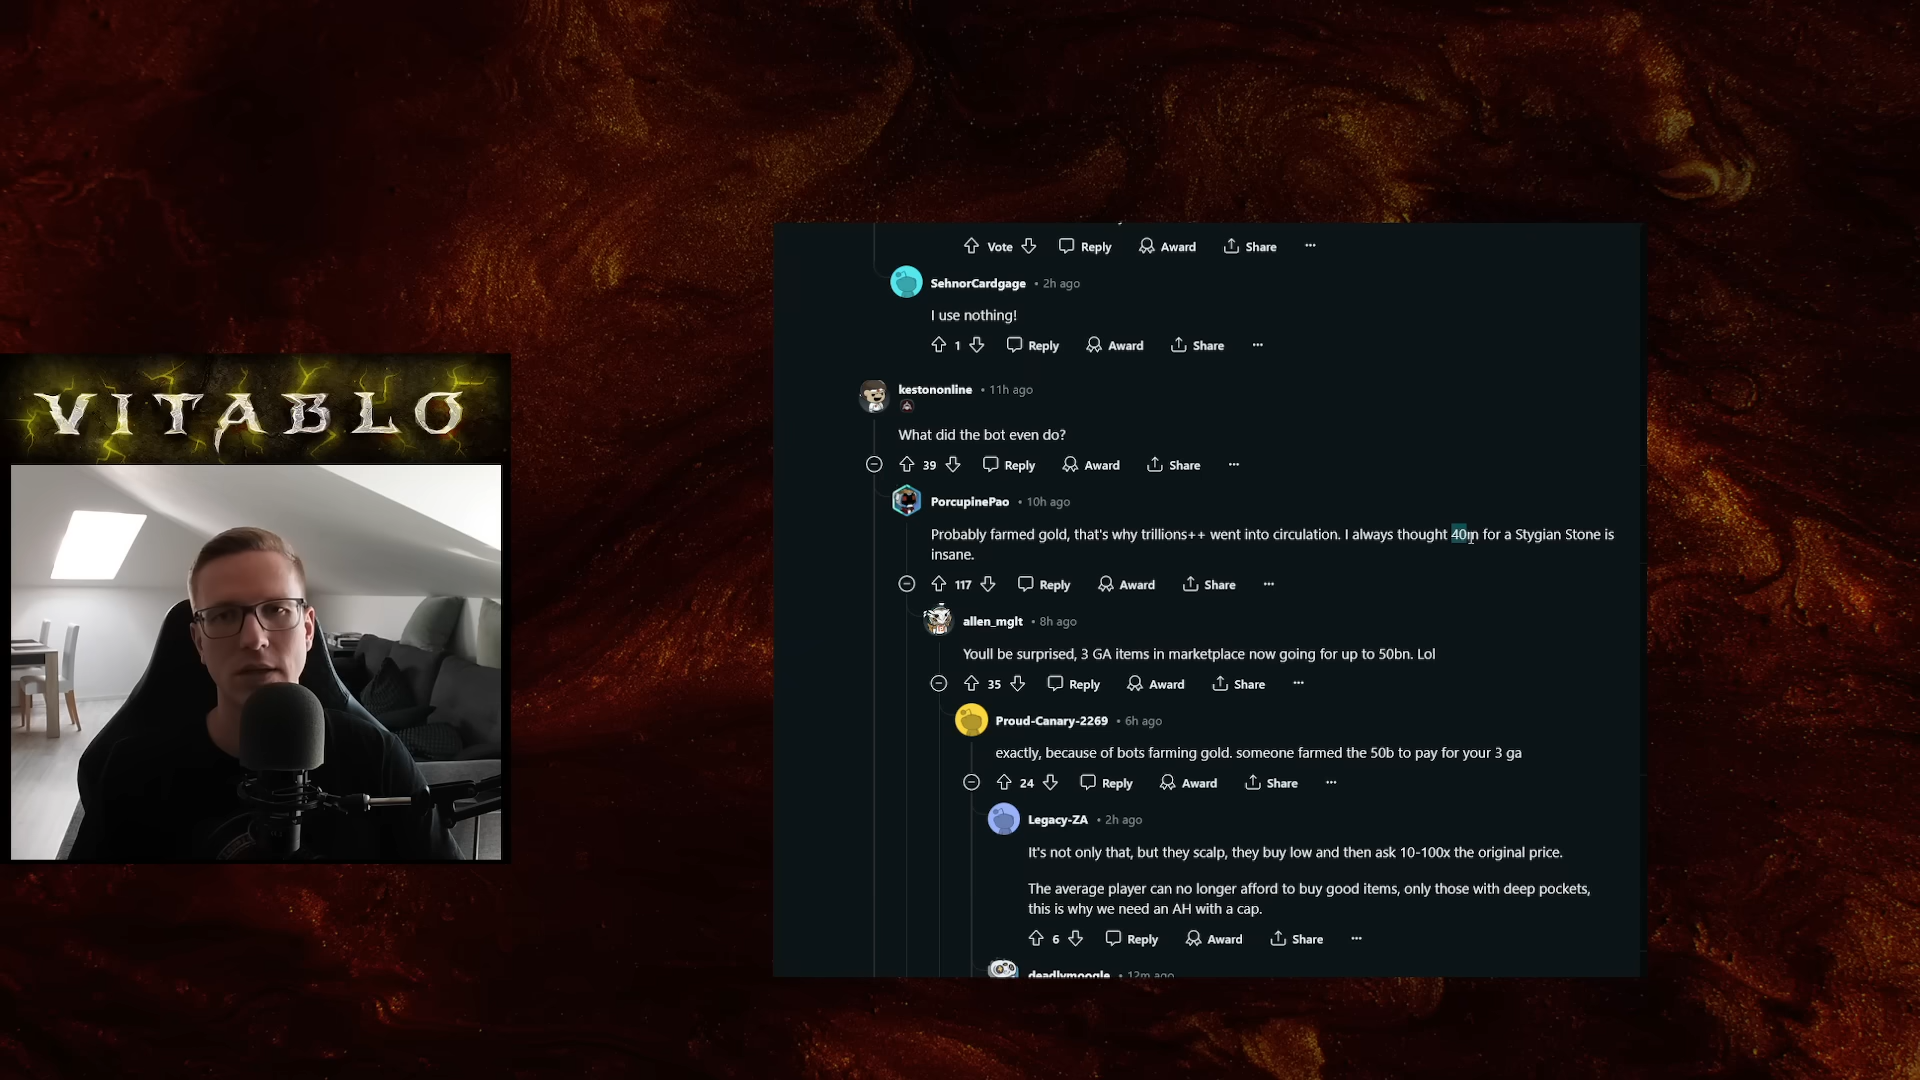 VITABLO
Vote Reply Award Share ...
SehnorCardgage • 2h ago
I use nothing!
1 Reply Award Share ...
kestononline • 11h ago
What did the bot even do?
39 Reply Award Share ...
PorcupinePao • 10h ago
Probably farmed gold, that's why trillions++ went into circulation. I always thought 40m for a Stygian Stone is
insane.
117 Reply Award Share ...
allen_mglt • 8h ago
Youll be surprised, 3 GA items in marketplace now going for up to 50bn. Lol
35 Reply Award Share ...
Proud-Canary-2269 • 6h ago
exactly, because of bots farming gold. someone farmed the 50b to pay for your 3 ga
24 Reply Award Share ...
Legacy-ZA • 2h ago
It's not only that, but they scalp, they buy low and then ask 10-100x the original price.
The average player can no longer afford to buy good items, only those with deep pockets,
this is why we need an AH with a cap.
6 Reply Award Share ...
deadlymoogle • 12m ago